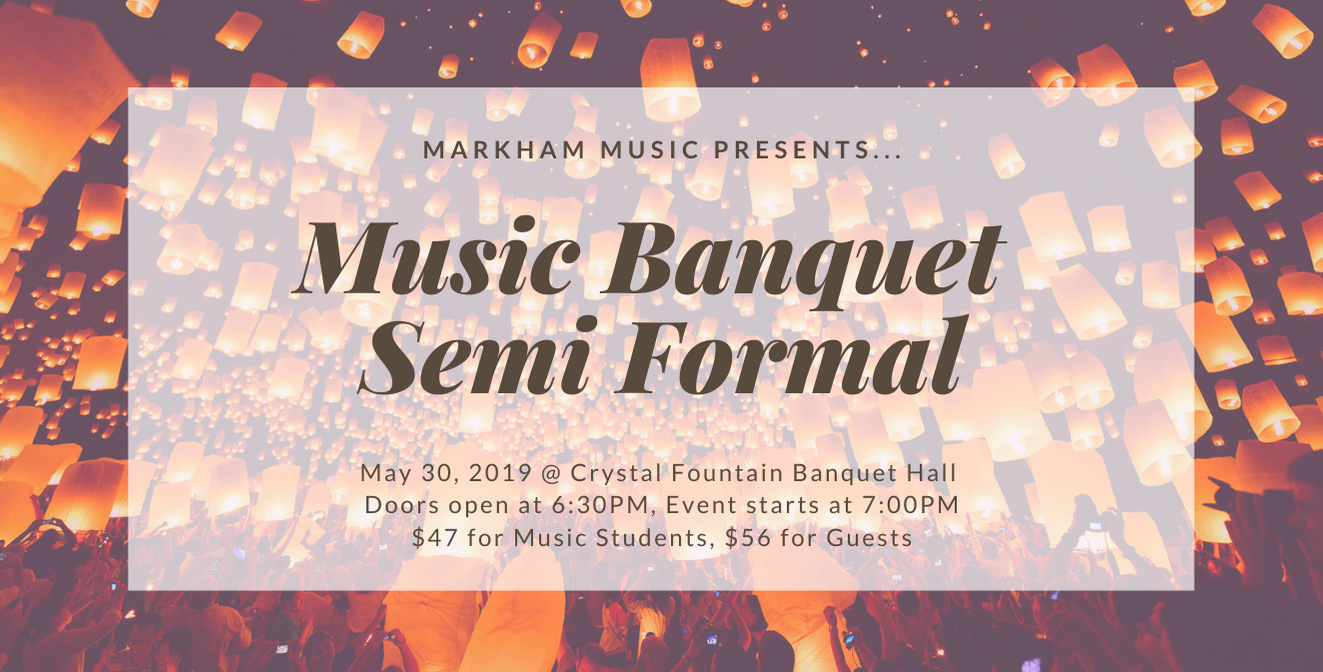 MARKHAM MUSIC PRESENTS...
Music Banquet
Semi Formal
May 30, 2019 @ Crystal Fountain Banquet Hall
Doors open at 6:30PM, Event starts at 7:00PM
$47 for Music Students, $56 for Guests